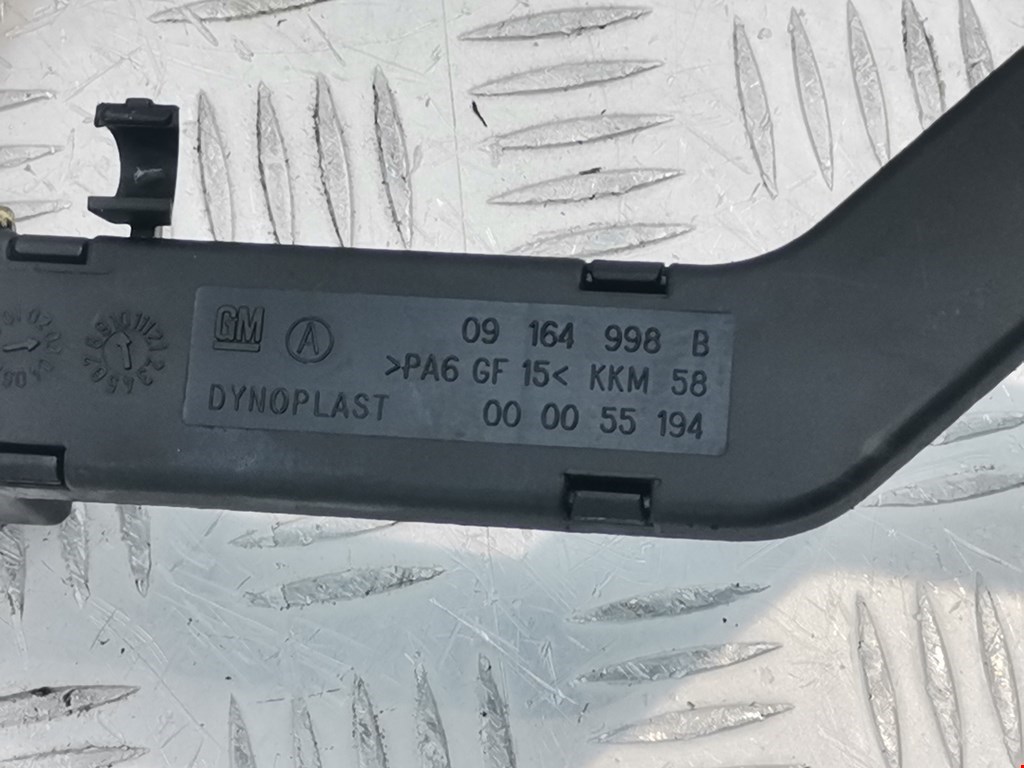 GM A 09 164 998 B
>PA6 GF 15< KKM 58
DYNOPLAST 00 00 55 194